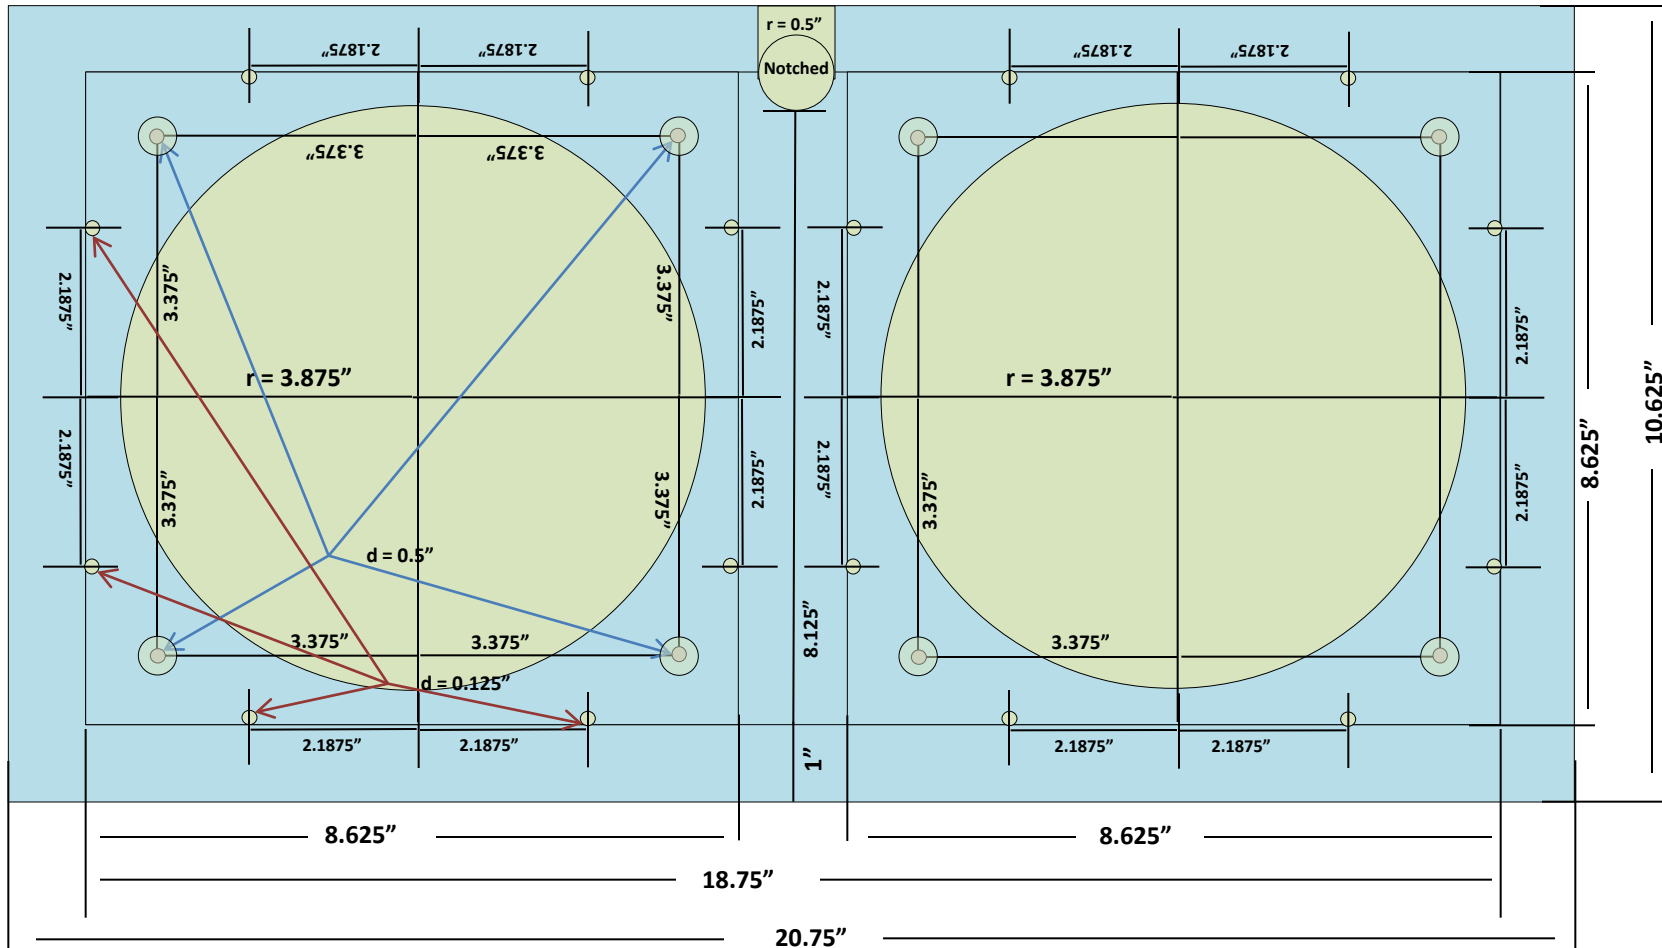 r = 0.5”
2.1875” 2.1875” 2.1875” 2.1875”
Notched
3.375” 3.375”
2.1875” 3.375” 3.375” 2.1875” 2.1875” 2.1875”
r = 3.875” r = 3.875”
10.625”
8.625”
2.1875” 3.375” 3.375” 2.1875” 2.1875” 3.375” 2.1875”
d = 0.5”
8.125”
3.375” 3.375” 3.375”
d = 0.125”
2.1875” 2.1875” 2.1875” 2.1875”
1”
8.625” 8.625”
18.75”
20.75”